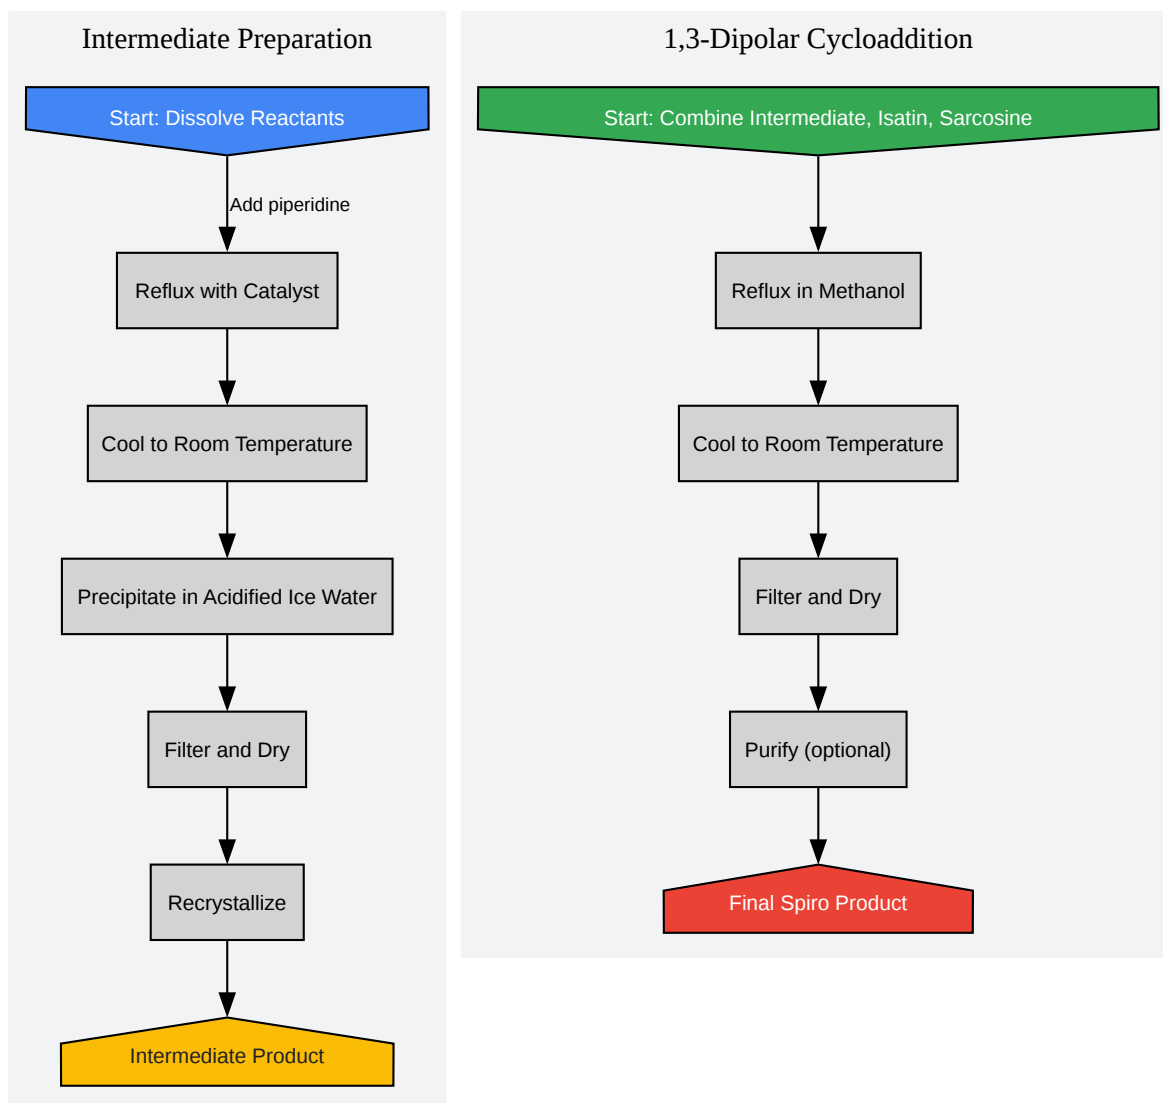 Intermediate Preparation
Start: Dissolve Reactants
Add piperidine
Reflux with Catalyst
Cool to Room Temperature
Precipitate in Acidified Ice Water
Filter and Dry
Recrystallize
Intermediate Product
1,3-Dipolar Cycloaddition
Start: Combine Intermediate, Isatin, Sarcosine
Reflux in Methanol
Cool to Room Temperature
Filter and Dry
Purify (optional)
Final Spiro Product